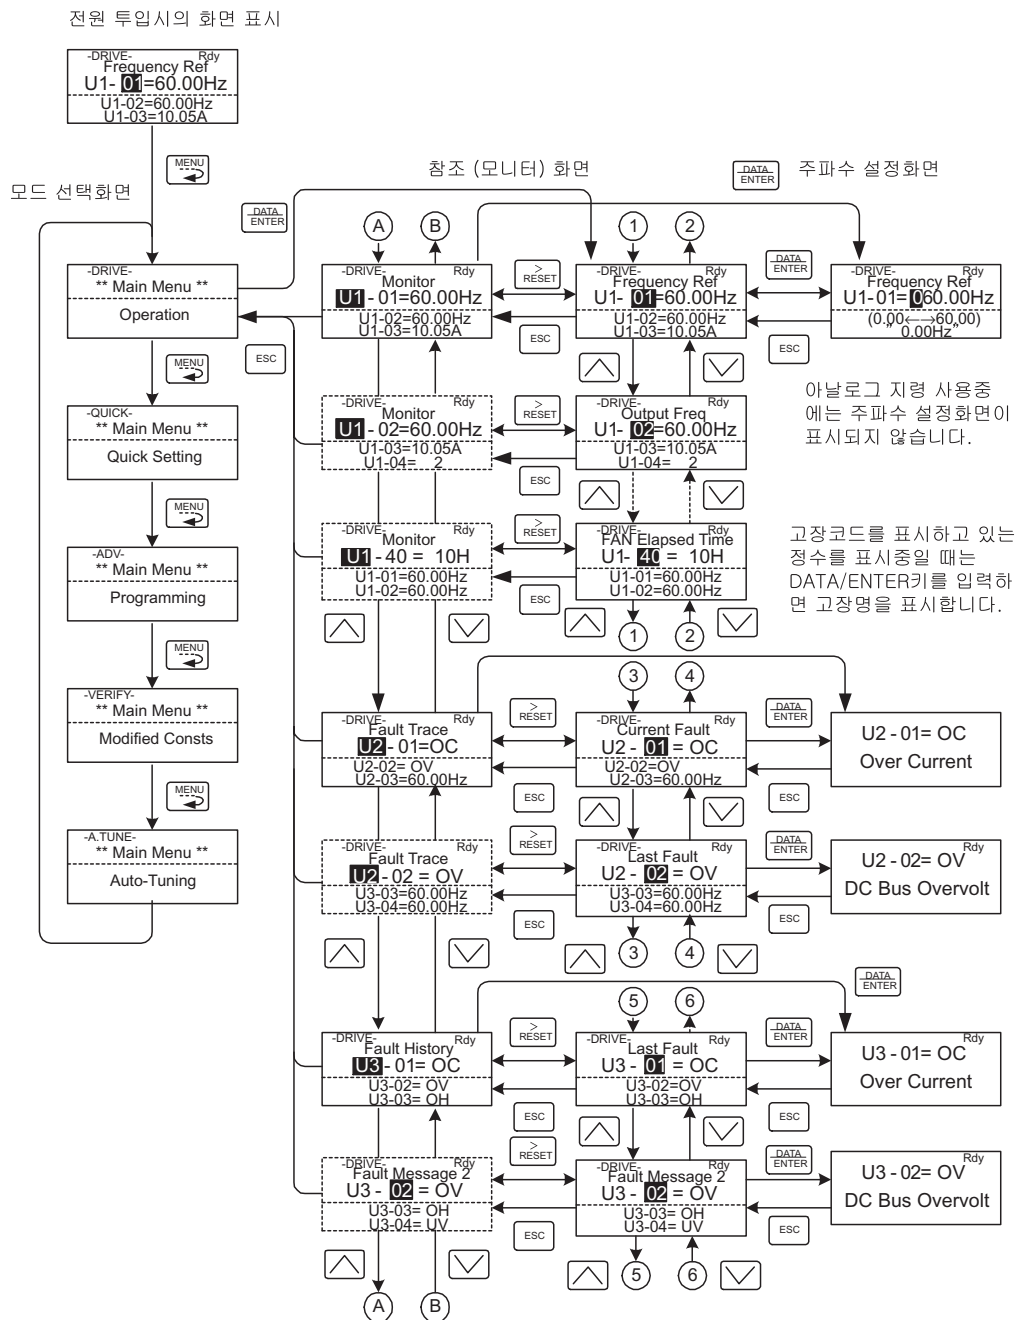 전원 투입시의 화면 표시
-DRIVE- Rdy
Frequency Ref
U1- 01=60.00Hz
U1-02=60.00Hz
U1-03=10.05A
MENU
모드 선택화면
DATA
ENTER
참조 (모니터) 화면
DATA
ENTER
주파수 설정화면
A
B
1
2
-DRIVE-
** Main Menu **
Operation
-DRIVE- Rdy
Monitor
U1 - 01=60.00Hz
U1-02=60.00Hz
U1-03=10.05A
>
RESET
ESC
-DRIVE- Rdy
Frequency Ref
U1- 01=60.00Hz
U1-02=60.00Hz
U1-03=10.05A
DATA
ENTER
ESC
-DRIVE- Rdy
Frequency Ref
U1-01= 060.00Hz
(0.00←→60.00)
„ 0.00Hz„
ESC
MENU
아날로그 지령 사용중
에는 주파수 설정화면이
표시되지 않습니다.
-QUICK-
** Main Menu **
Quick Setting
-DRIVE- Rdy
Monitor
U1 - 02=60.00Hz
U1-03=10.05A
U1-04= 2
>
RESET
ESC
-DRIVE- Rdy
Output Freq
U1- 02=60.00Hz
U1-03=10.05A
U1-04= 2
MENU
-ADV-
** Main Menu **
Programming
-DRIVE- Rdy
Monitor
U1 - 40 = 10H
U1-01=60.00Hz
U1-02=60.00Hz
>
RESET
ESC
-DRIVE- Rdy
FAN Elapsed Time
U1- 40 = 10H
U1-01=60.00Hz
U1-02=60.00Hz
고장코드를 표시하고 있는
정수를 표시중일 때는
DATA/ENTER키를 입력하
면 고장명을 표시합니다.
1
2
MENU
3
4
-VERIFY-
** Main Menu **
Modified Consts
-DRIVE- Rdy
Fault Trace
U2 - 01=OC
U2-02= OV
U2-03=60.00Hz
>
RESET
ESC
-DRIVE- Rdy
Current Fault
U2 - 01 = OC
U2-02=OV
U2-03=60.00Hz
DATA
ENTER
ESC
U2 - 01= OC
Over Current
MENU
-A.TUNE-
** Main Menu **
Auto-Tuning
-DRIVE- Rdy
Fault Trace
U2 - 02 = OV
U3-03=60.00Hz
U3-04=60.00Hz
>
RESET
ESC
-DRIVE- Rdy
Last Fault
U2 - 02 = OV
U3-03=60.00Hz
U3-04=60.00Hz
DATA
ENTER
ESC
Rdy
U2 - 02= OV
DC Bus Overvolt
3
4
DATA
ENTER
5
6
-DRIVE- Rdy
Fault History
U3 - 01= OC
U3-02= OV
U3-03= OH
>
RESET
ESC
-DRIVE- Rdy
Last Fault
U3 - 01 = OC
U3-02=OV
U3-03=OH
DATA
ENTER
ESC
Rdy
U3 - 01= OC
Over Current
-DRIVE- Rdy
Fault Message 2
U3 - 02 = OV
U3-03= OH
U3-04= UV
>
RESET
ESC
-DRIVE- Rdy
Fault Message 2
U3 - 02 = OV
U3-03= OH
U3-04= UV
DATA
ENTER
ESC
Rdy
U3 - 02= OV
DC Bus Overvolt
5
6
A
B